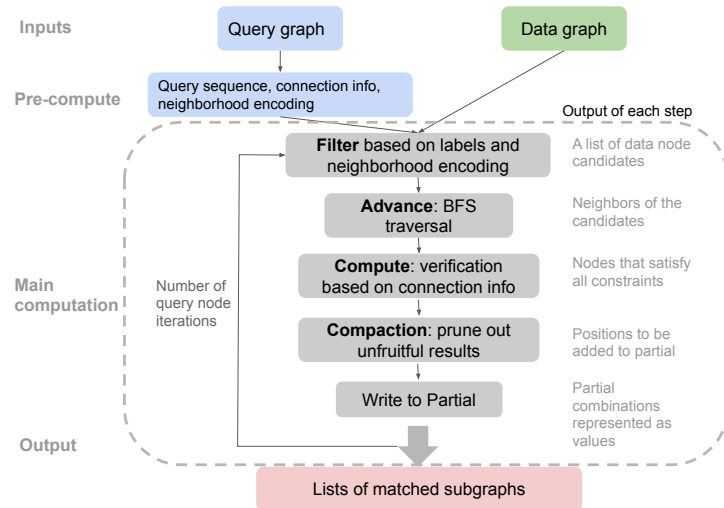 Inputs
Query graph
Data graph
Pre-compute
Query sequence, connection info,
neighborhood encoding
Output of each step
Filter based on labels and
neighborhood encoding
A list of data node
candidates
Advance: BFS
traversal
Neighbors of the
candidates
Main
computation
Number of
query node
iterations
Compute: verification
based on connection info
Nodes that satisfy
all constraints
Compaction: prune out
unfruitful results
Positions to be
added to partial
Write to Partial
Partial
combinations
represented as
values
Output
Lists of matched subgraphs